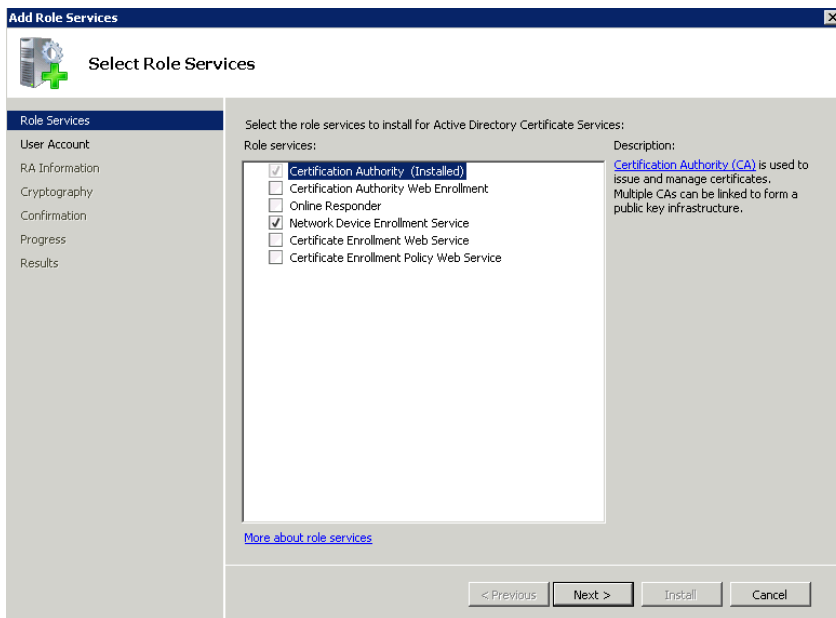 Add Role Services
Select Role Services
Role Services
User Account
RA Information
Cryptography
Confirmation
Progress
Results
Select the role services to install for Active Directory Certificate Services:
Role services:
Certification Authority (Installed)
Certification Authority Web Enrollment
Online Responder
Network Device Enrollment Service
Certificate Enrollment Web Service
Certificate Enrollment Policy Web Service
More about role services
Description:
Certification Authority (CA) is used to
issue and manage certificates.
Multiple CAs can be linked to form a
public key infrastructure.
< Previous
Next >
Install
Cancel